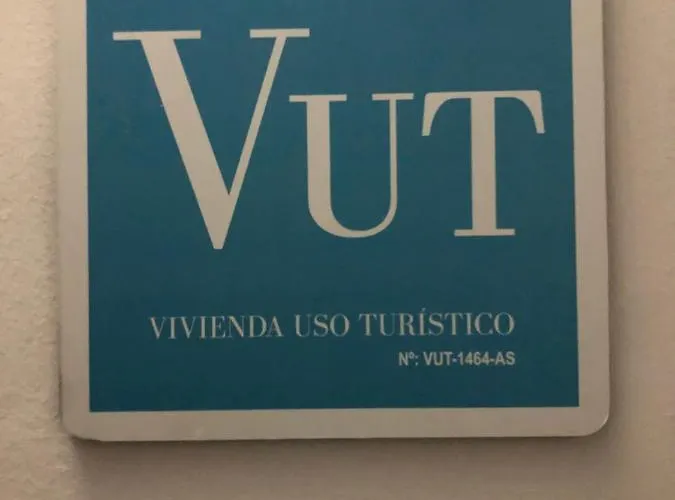 VUT
VIVIENDA USO TURÍSTICO
Nº: VUT-1464-AS